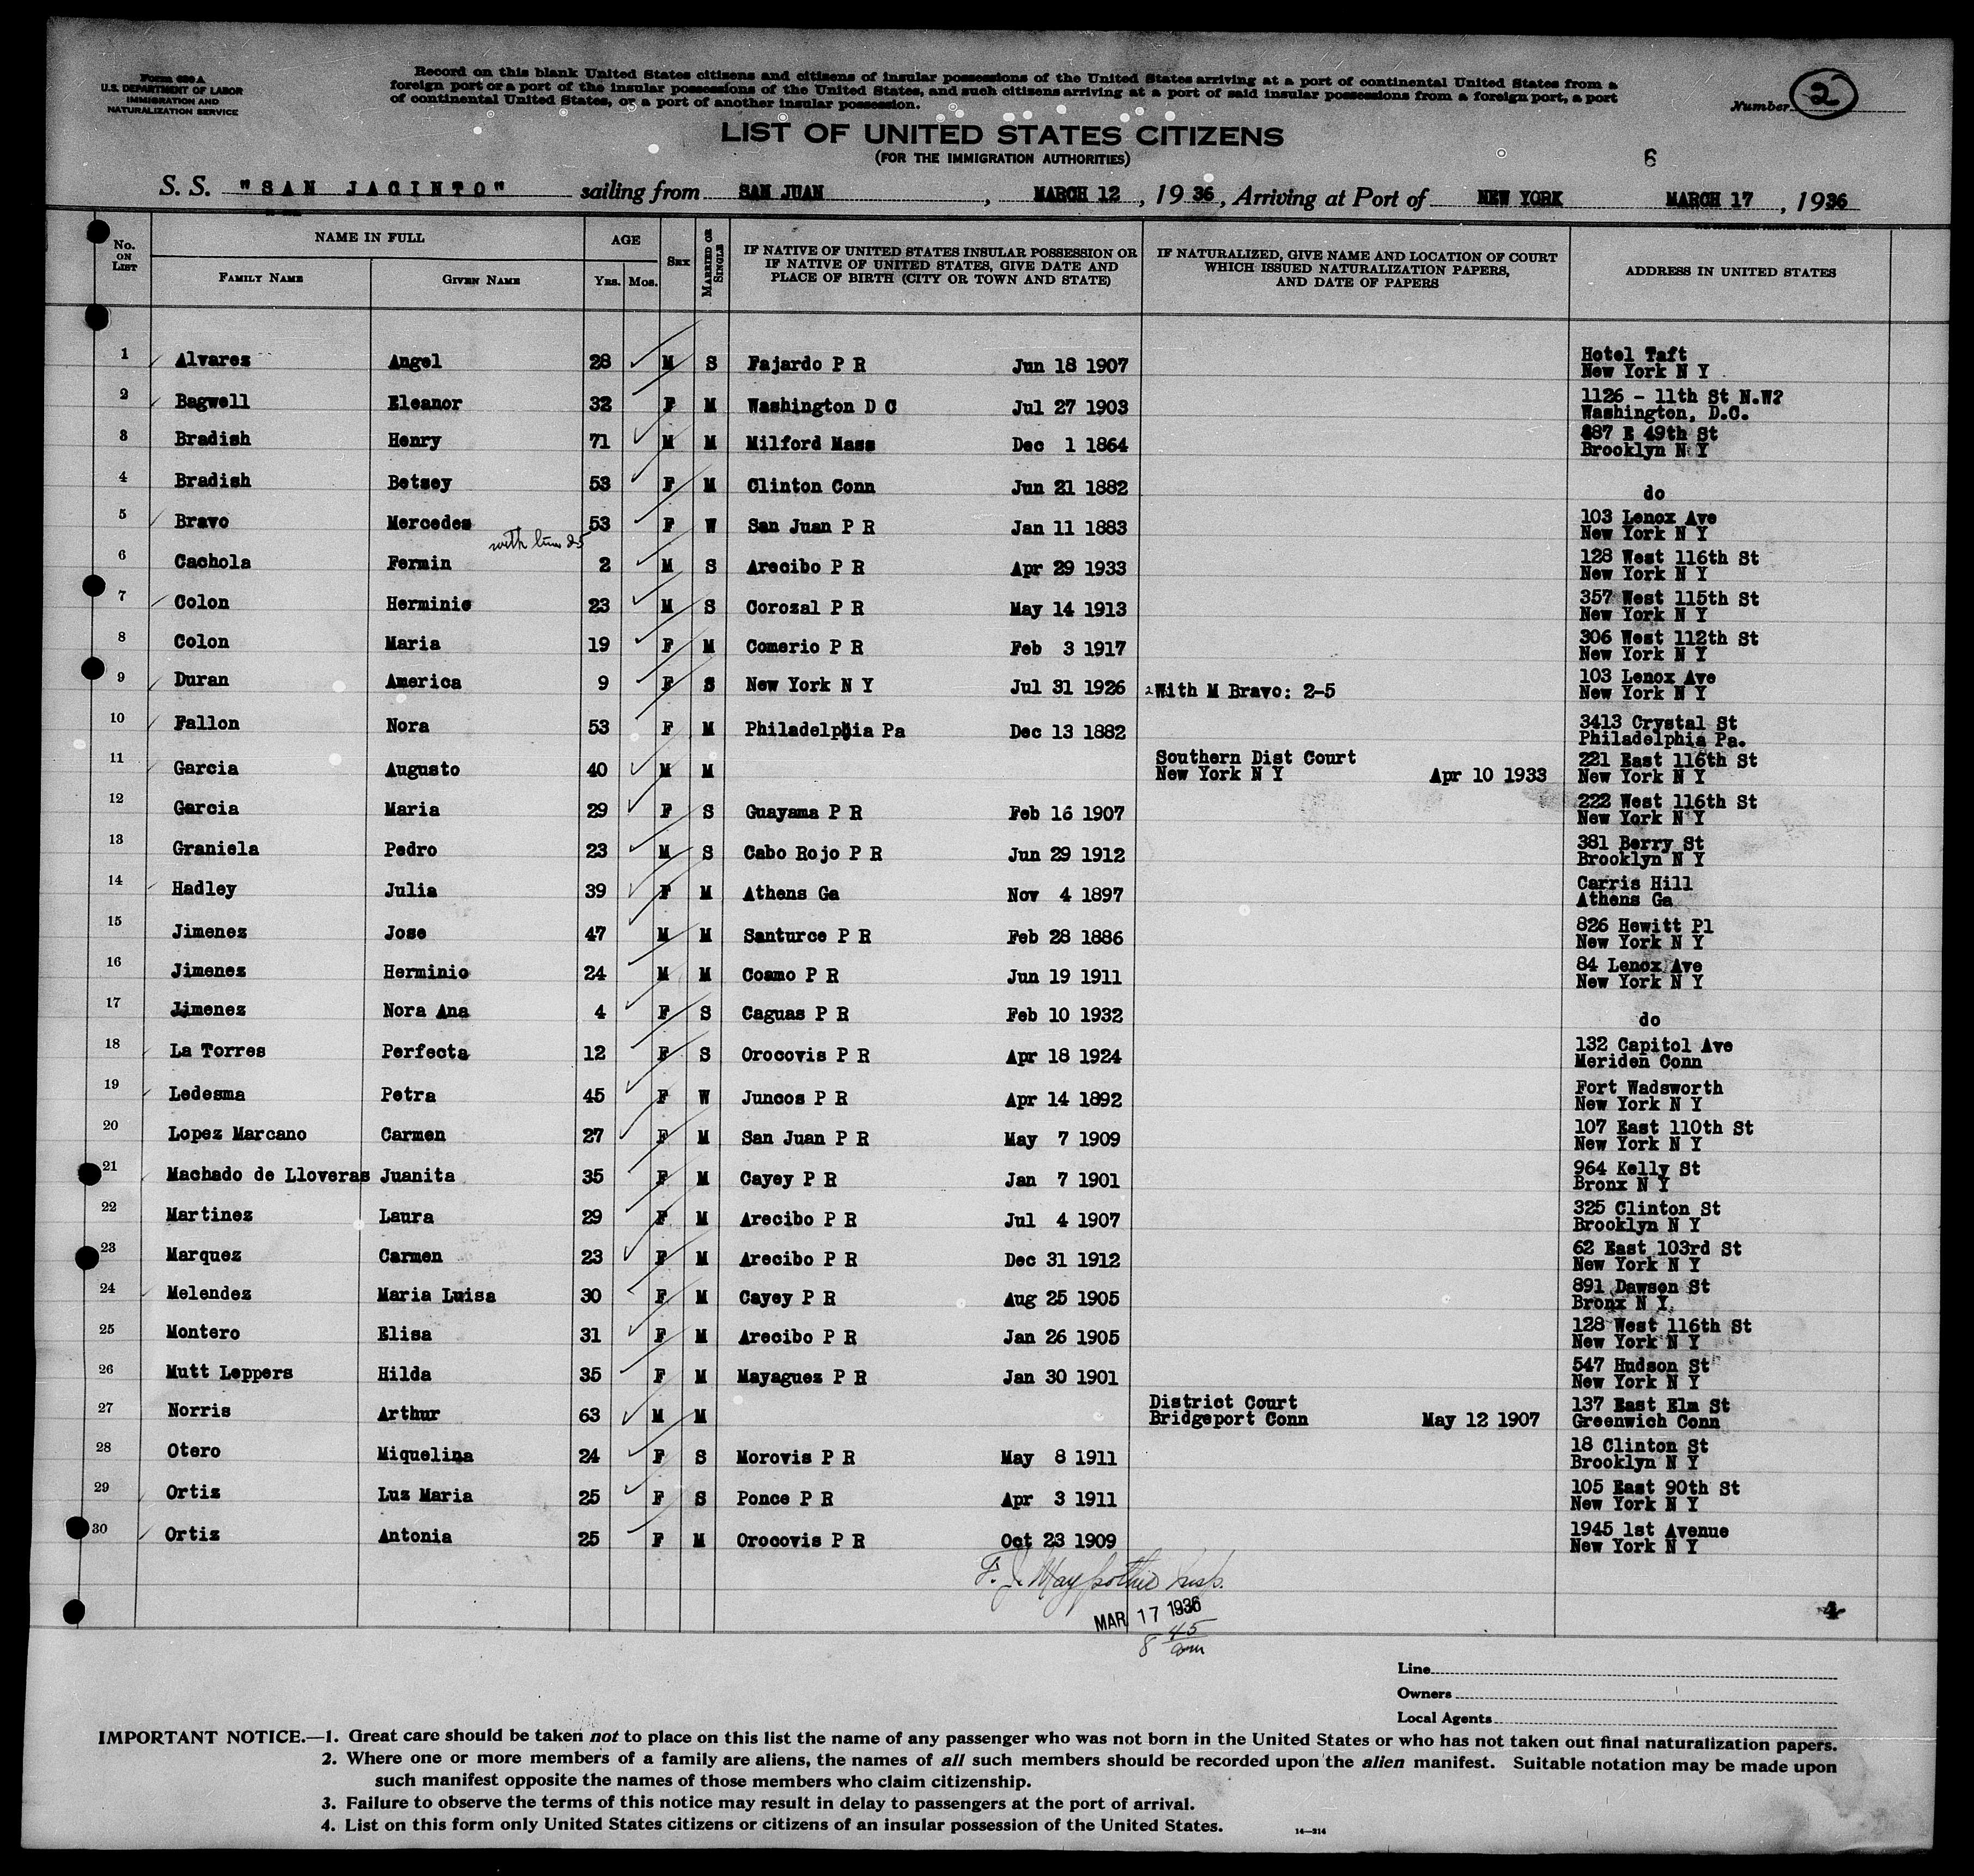 Form 630 A
U.S. DEPARTMENT OF LABOR
IMMIGRATION AND
NATURALIZATION SERVICE
Record on this blank United States citizens and citizens of insular possessions of the United States arriving at a port of continental United States from a
foreign port or a port of the insular possessions of the United States, and such citizens arriving at a port of said insular possessions from a foreign port, a port
of continental United States, or a port of another insular possession.
Number 2
LIST OF UNITED STATES CITIZENS
(FOR THE IMMIGRATION AUTHORITIES)
6
S. S. "SAN JACINTO" sailing from SAN JUAN, MARCH 12, 1936, Arriving at Port of NEW YORK MARCH 17, 1936
No. ON LIST
NAME IN FULL
FAMILY NAME GIVEN NAME
AGE
YRS. MOS.
SEX
MARRIED OR SINGLE
IF NATIVE OF UNITED STATES INSULAR POSSESSION OR
IF NATIVE OF UNITED STATES, GIVE DATE AND
PLACE OF BIRTH (CITY OR TOWN AND STATE)
IF NATURALIZED, GIVE NAME AND LOCATION OF COURT
WHICH ISSUED NATURALIZATION PAPERS,
AND DATE OF PAPERS
ADDRESS IN UNITED STATES
1 Alvarez Angel 28 M S Fajardo P R Jun 18 1907 Hotel Taft
New York N Y
2 Bagwell Eleanor 32 F M Washington D C Jul 27 1903 1126 - 11th St N.W?
Washington, D.C.
3 Bradish Henry 71 M M Milford Mass Dec 1 1864 887 E 49th St
Brooklyn N Y
4 Bradish Betsey 53 F M Clinton Conn Jun 21 1882 do
5 Bravo Mercedes 53 F W San Juan P R Jan 11 1883 103 Lenox Ave
New York N Y
with line 25
6 Cachola Fermin 2 M S Arecibo P R Apr 29 1933 128 West 116th St
New York N Y
7 Colon Herminio 23 M S Corozal P R May 14 1913 357 West 115th St
New York N Y
8 Colon Maria 19 F M Comerio P R Feb 3 1917 306 West 112th St
New York N Y
9 Duran America 9 F S New York N Y Jul 31 1926 With M Bravo: 2-5 103 Lenox Ave
New York N Y
10 Fallon Nora 53 F M Philadelphia Pa Dec 13 1882 3413 Crystal St
Philadelphia Pa.
11 Garcia Augusto 40 M M Southern Dist Court
New York N Y Apr 10 1933 221 East 116th St
New York N Y
12 Garcia Maria 29 F S Guayama P R Feb 16 1907 222 West 116th St
New York N Y
13 Graniela Pedro 23 M S Cabo Rojo P R Jun 29 1912 381 Berry St
Brooklyn N Y
14 Hadley Julia 39 F M Athens Ga Nov 4 1897 Carris Hill
Athens Ga
15 Jimenez Jose 47 M M Santurce P R Feb 28 1886 826 Hewitt Pl
New York N Y
16 Jimenez Herminio 24 M M Coamo P R Jun 19 1911 84 Lenox Ave
New York N Y
17 Jimenez Nora Ana 4 F S Caguas P R Feb 10 1932 do
18 La Torres Perfecta 12 F S Orocovis P R Apr 18 1924 132 Capitol Ave
Meriden Conn
19 Ledesma Petra 45 F W Juncos P R Apr 14 1892 Fort Wadsworth
New York N Y
20 Lopez Marcano Carmen 27 F M San Juan P R May 7 1909 107 East 110th St
New York N Y
21 Machado de Lloveras Juanita 35 F M Cayey P R Jan 7 1901 964 Kelly St
Bronx N Y
22 Martinez Laura 29 F M Arecibo P R Jul 4 1907 325 Clinton St
Brooklyn N Y
23 Marquez Carmen 23 F M Arecibo P R Dec 31 1912 62 East 103rd St
New York N Y
24 Melendez Maria Luisa 30 F M Cayey P R Aug 25 1905 891 Dawson St
Bronx N Y.
25 Montero Elisa 31 F M Arecibo P R Jan 26 1905 128 West 116th St
New York N Y
26 Mutt Leppers Hilda 35 F M Mayaguez P R Jan 30 1901 547 Hudson St
New York N Y
27 Norris Arthur 63 M M District Court
Bridgeport Conn May 12 1907 137 East Elm St
Greenwich Conn
28 Otero Miquelina 24 F S Morovis P R May 8 1911 18 Clinton St
Brooklyn N Y
29 Ortiz Luz Maria 25 F S Ponce P R Apr 3 1911 105 East 90th St
New York N Y
30 Ortiz Antonia 25 F M Orocovis P R Oct 23 1909 1945 1st Avenue
New York N Y
F. J. Insp.
MAR 17 1936
8 45 am
4
Line
Owners
Local Agents
IMPORTANT NOTICE.—1. Great care should be taken not to place on this list the name of any passenger who was not born in the United States or who has not taken out final naturalization papers.
2. Where one or more members of a family are aliens, the names of all such members should be recorded upon the alien manifest. Suitable notation may be made upon
such manifest opposite the names of those members who claim citizenship.
3. Failure to observe the terms of this notice may result in delay to passengers at the port of arrival.
4. List on this form only United States citizens or citizens of an insular possession of the United States.
14—214